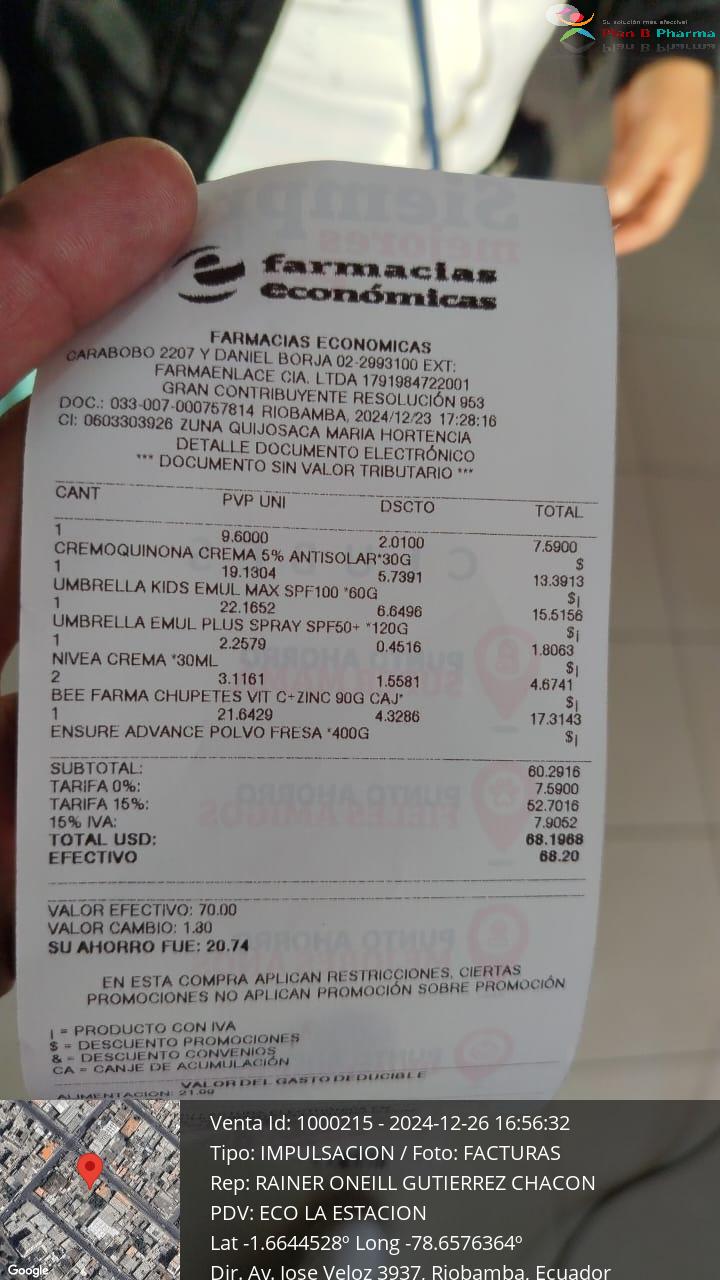 Su solución más efectiva!
Plan B Pharma
farmacias
económicas
FARMACIAS ECONOMICAS
CARABOBO 2207 Y DANIEL BORJA 02-2993100 EXT:
FARMAENLACE CIA. LTDA 1791984722001
GRAN CONTRIBUYENTE RESOLUCIÓN 953
DOC.: 033-007-000757814 RIOBAMBA, 2024/12/23 17:28:16
CI: 0603303926 ZUNA QUIJOSACA MARIA HORTENCIA
DETALLE DOCUMENTO ELECTRÓNICO
*** DOCUMENTO SIN VALOR TRIBUTARIO ***
CANT PVP UNI DSCTO TOTAL
1 9.6000 2.0100 7.5900
CREMOQUINONA CREMA 5% ANTISOLAR*30G $
1 19.1304 5.7391 13.3913
UMBRELLA KIDS EMUL MAX SPF100 *60G $¡
1 22.1652 6.6496 15.5156
UMBRELLA EMUL PLUS SPRAY SPF50+ *120G $¡
1 2.2579 0.4516 1.8063
NIVEA CREMA *30ML $¡
2 3.1161 1.5581 4.6741
BEE FARMA CHUPETES VIT C+ZINC 90G CAJ* $¡
1 21.6429 4.3286 17.3143
ENSURE ADVANCE POLVO FRESA *400G $¡
SUBTOTAL: 60.2916
TARIFA 0%: 7.5900
TARIFA 15%: 52.7016
15% IVA: 7.9052
TOTAL USD: 68.1968
EFECTIVO 68.20
VALOR EFECTIVO: 70.00
VALOR CAMBIO: 1.80
SU AHORRO FUE: 20.74
EN ESTA COMPRA APLICAN RESTRICCIONES, CIERTAS
PROMOCIONES NO APLICAN PROMOCIÓN SOBRE PROMOCIÓN
¡ = PRODUCTO CON IVA
$ = DESCUENTO PROMOCIONES
& = DESCUENTO CONVENIOS
CA = CANJE DE ACUMULACIÓN
VALOR DEL GASTO DEDUCIBLE
ALIMENTACION: 21.99
Venta Id: 1000215 - 2024-12-26 16:56:32
Tipo: IMPULSACION / Foto: FACTURAS
Rep: RAINER ONEILL GUTIERREZ CHACON
PDV: ECO LA ESTACION
Lat -1.6644528º Long -78.6576364º
Dir. Av. Jose Veloz 3937, Riobamba, Ecuador
Google